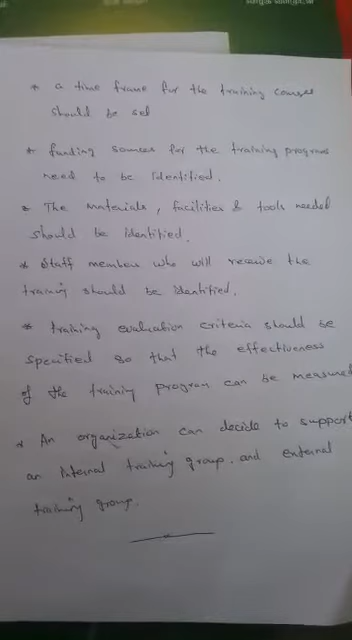 * a time frame for the training courses
should be set
* funding sources for the training program
need to be identified.
* The materials, facilities & tools needed
should be identified.
* Staff members who will receive the
training should be identified.
* training evaluation criteria should be
specified so that the effectiveness
of the training program can be measured
* An organization can decide to support
an internal training group. and external
training group.